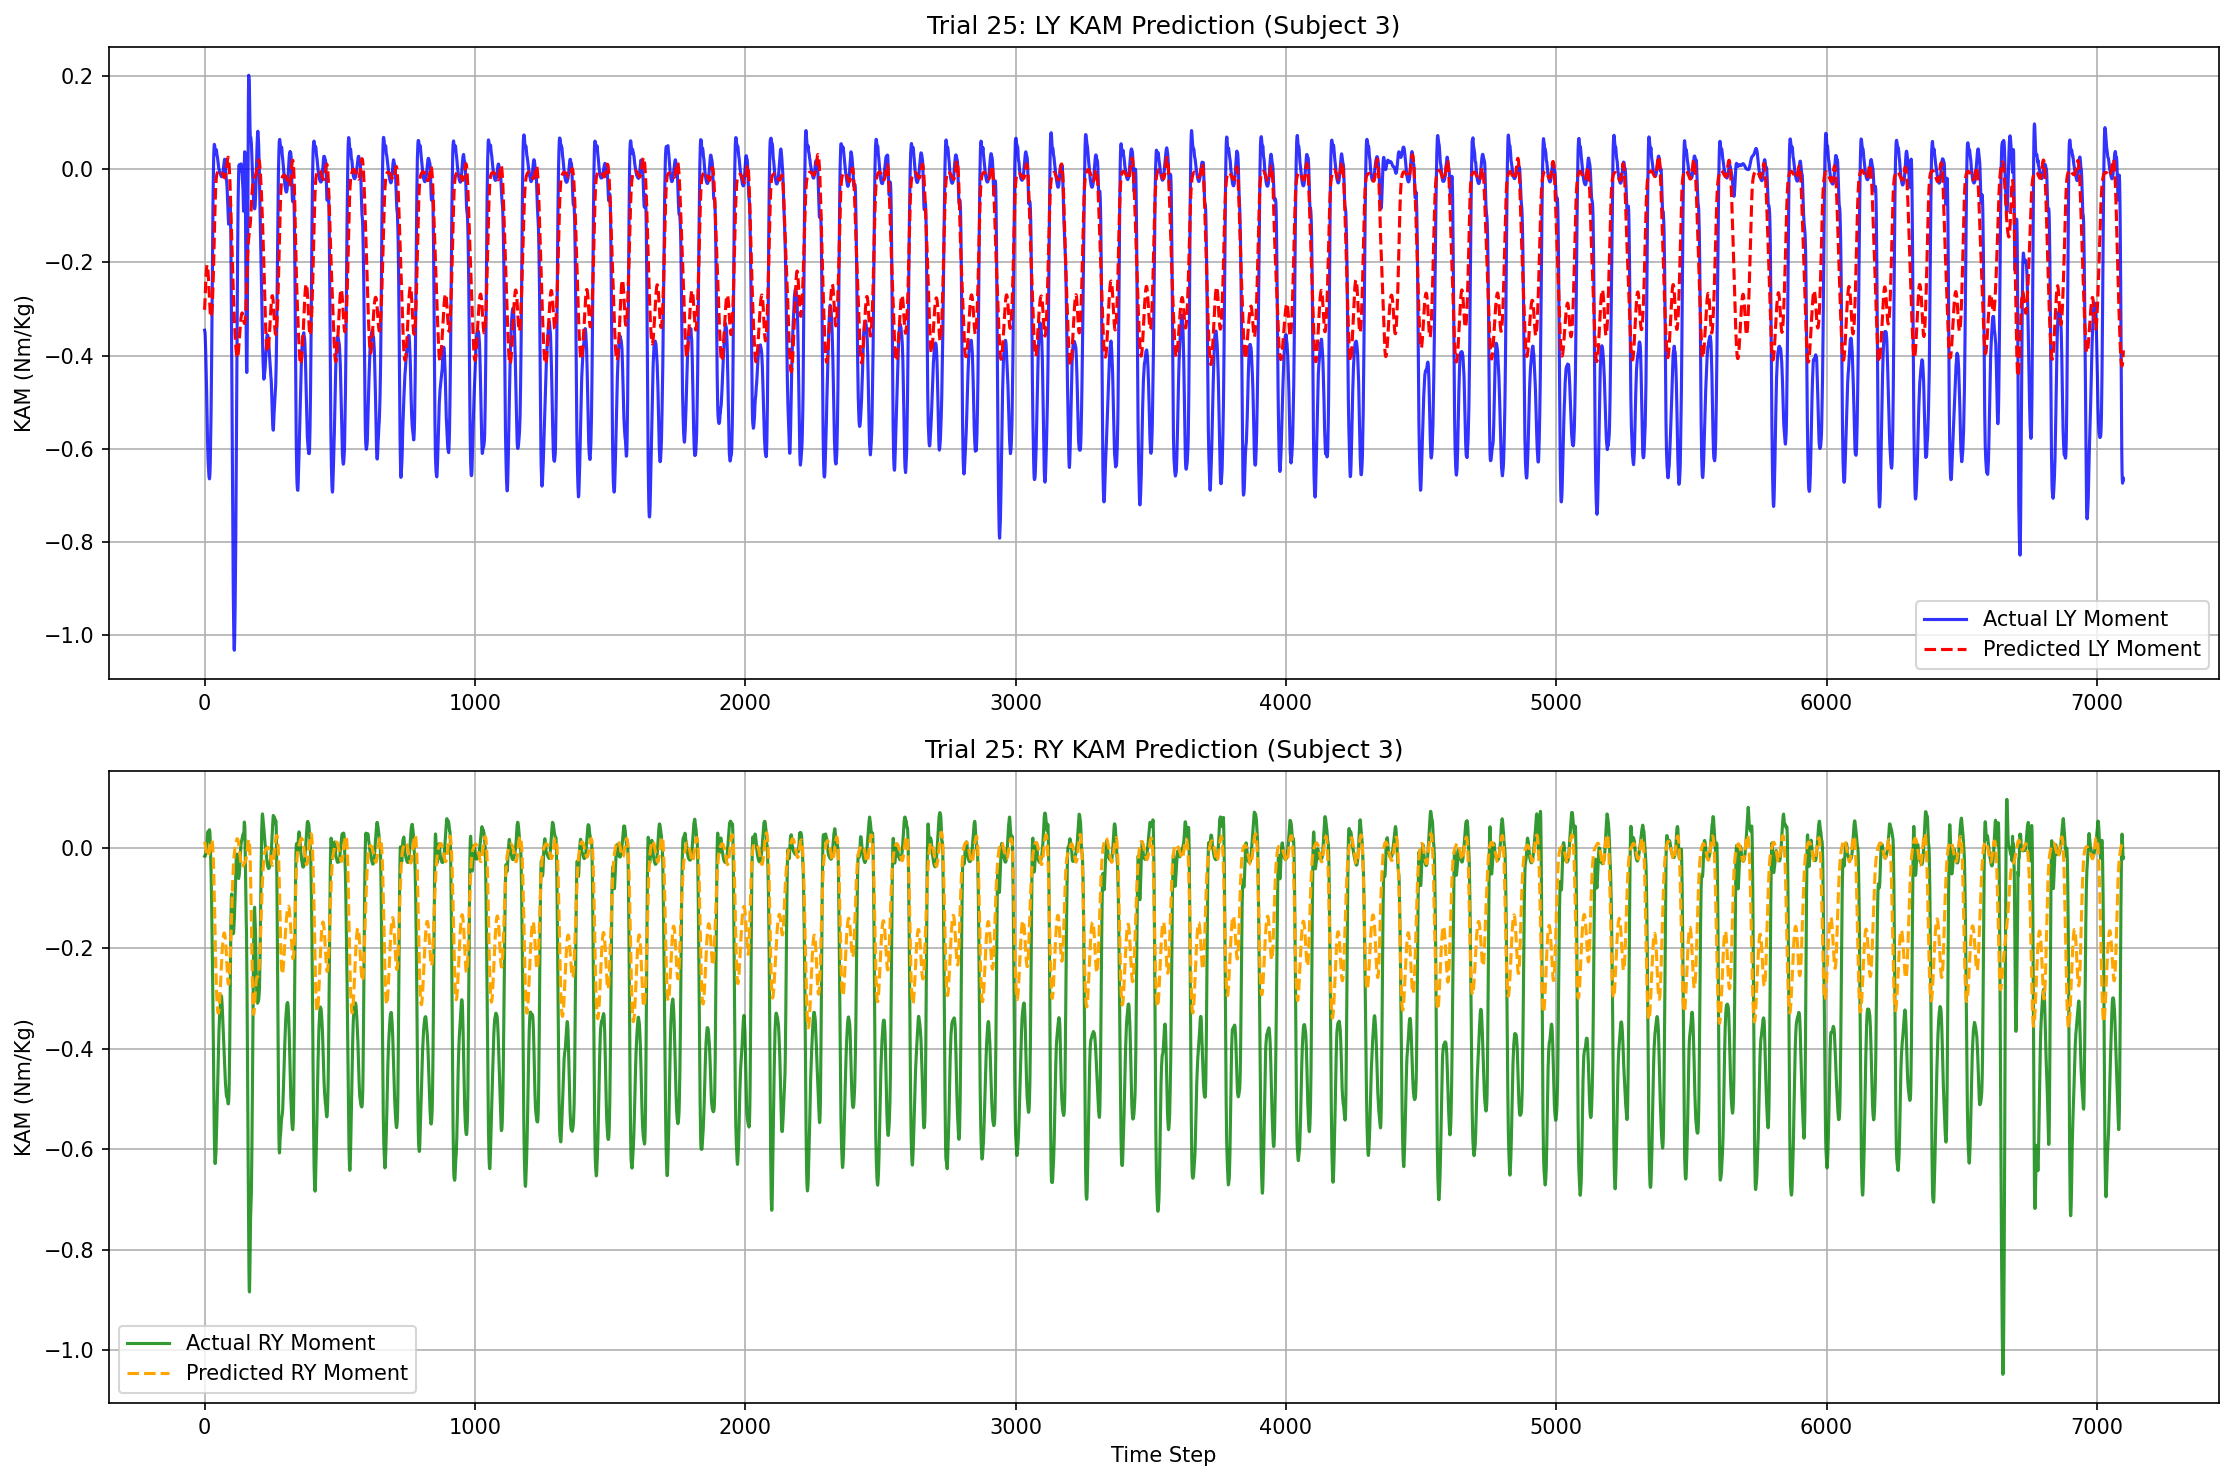 Trial 25: LY KAM Prediction (Subject 3)
0.2
0.0
−0.2
−0.4
−0.6
−0.8
−1.0
KAM (Nm/Kg)
Actual LY Moment
Predicted LY Moment
0 1000 2000 3000 4000 5000 6000 7000
Trial 25: RY KAM Prediction (Subject 3)
0.0
−0.2
−0.4
−0.6
−0.8
−1.0
KAM (Nm/Kg)
Actual RY Moment
Predicted RY Moment
0 1000 2000 3000 4000 5000 6000 7000
Time Step